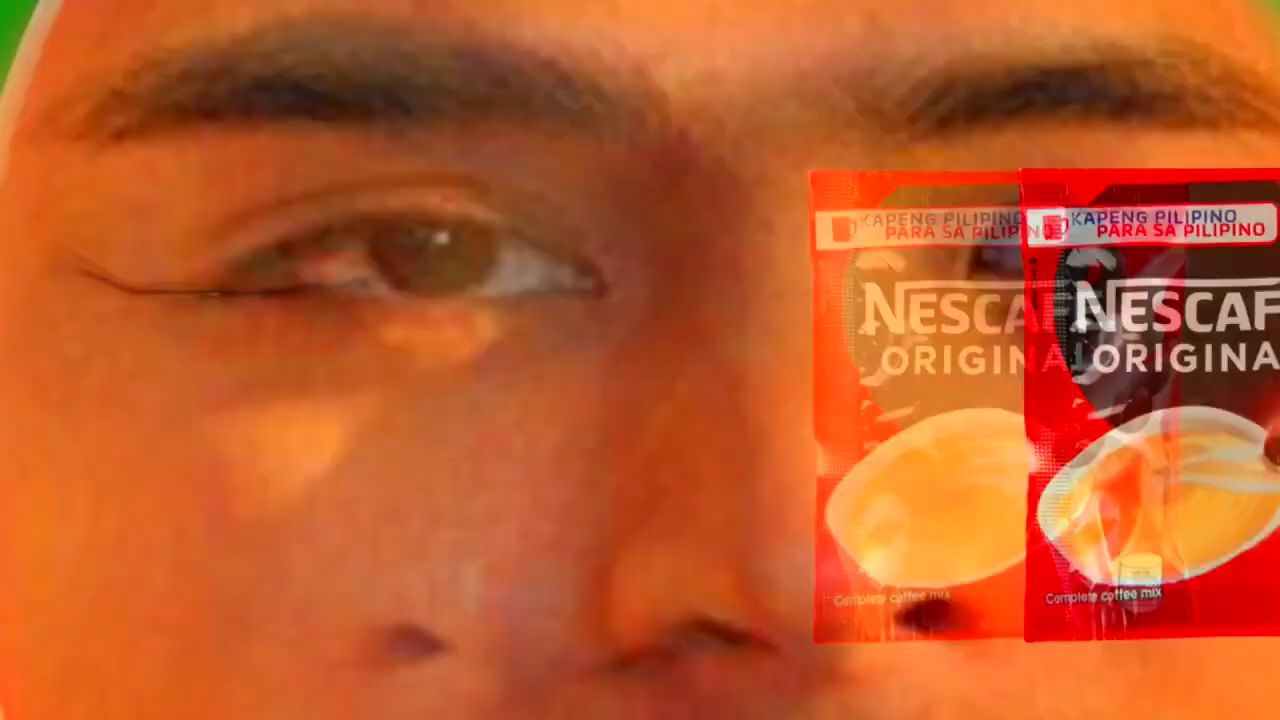 KAPENG PILIPINO
PARA SA PILIPIN
NESCAF
ORIGINA
Complete coffee mix
KAPENG PILIPINO
PARA SA PILIPINO
NESCAF
ORIGINA
Complete coffee mix